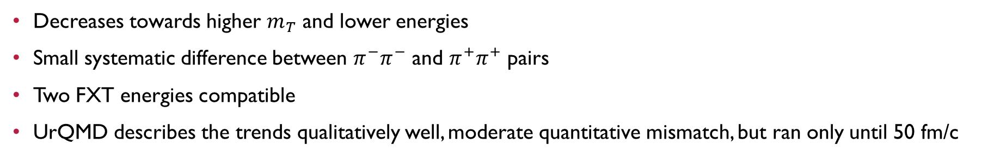 • Decreases towards higher $m_T$ and lower energies
• Small systematic difference between $\pi^-\pi^-$ and $\pi^+\pi^+$ pairs
• Two FXT energies compatible
• UrQMD describes the trends qualitatively well, moderate quantitative mismatch, but ran only until 50 fm/c